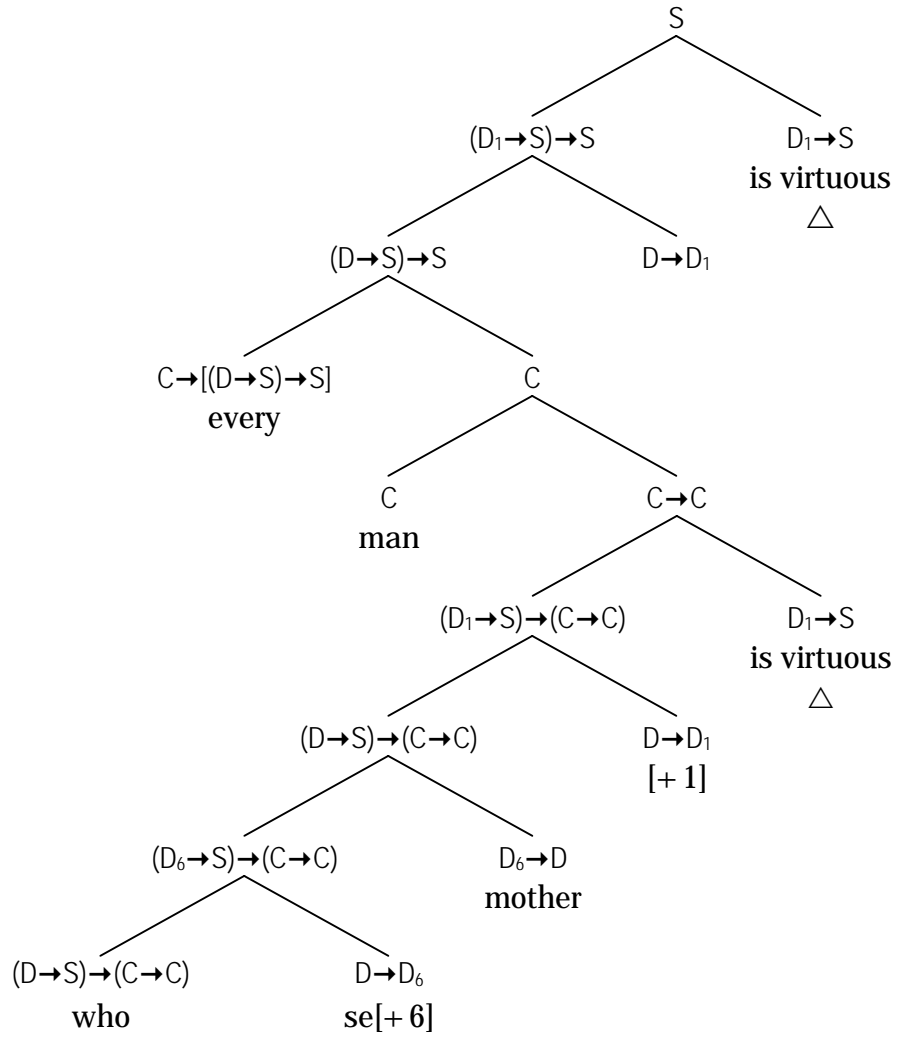 S
(D₁→S)→S D₁→S
is virtuous
△
(D→S)→S D→D₁
C→[(D→S)→S] C
every
C C→C
man
(D₁→S)→(C→C) D₁→S
is virtuous
△
(D→S)→(C→C) D→D₁
[+1]
(D₆→S)→(C→C) D₆→D
mother
(D→S)→(C→C) D→D₆
who se[+6]